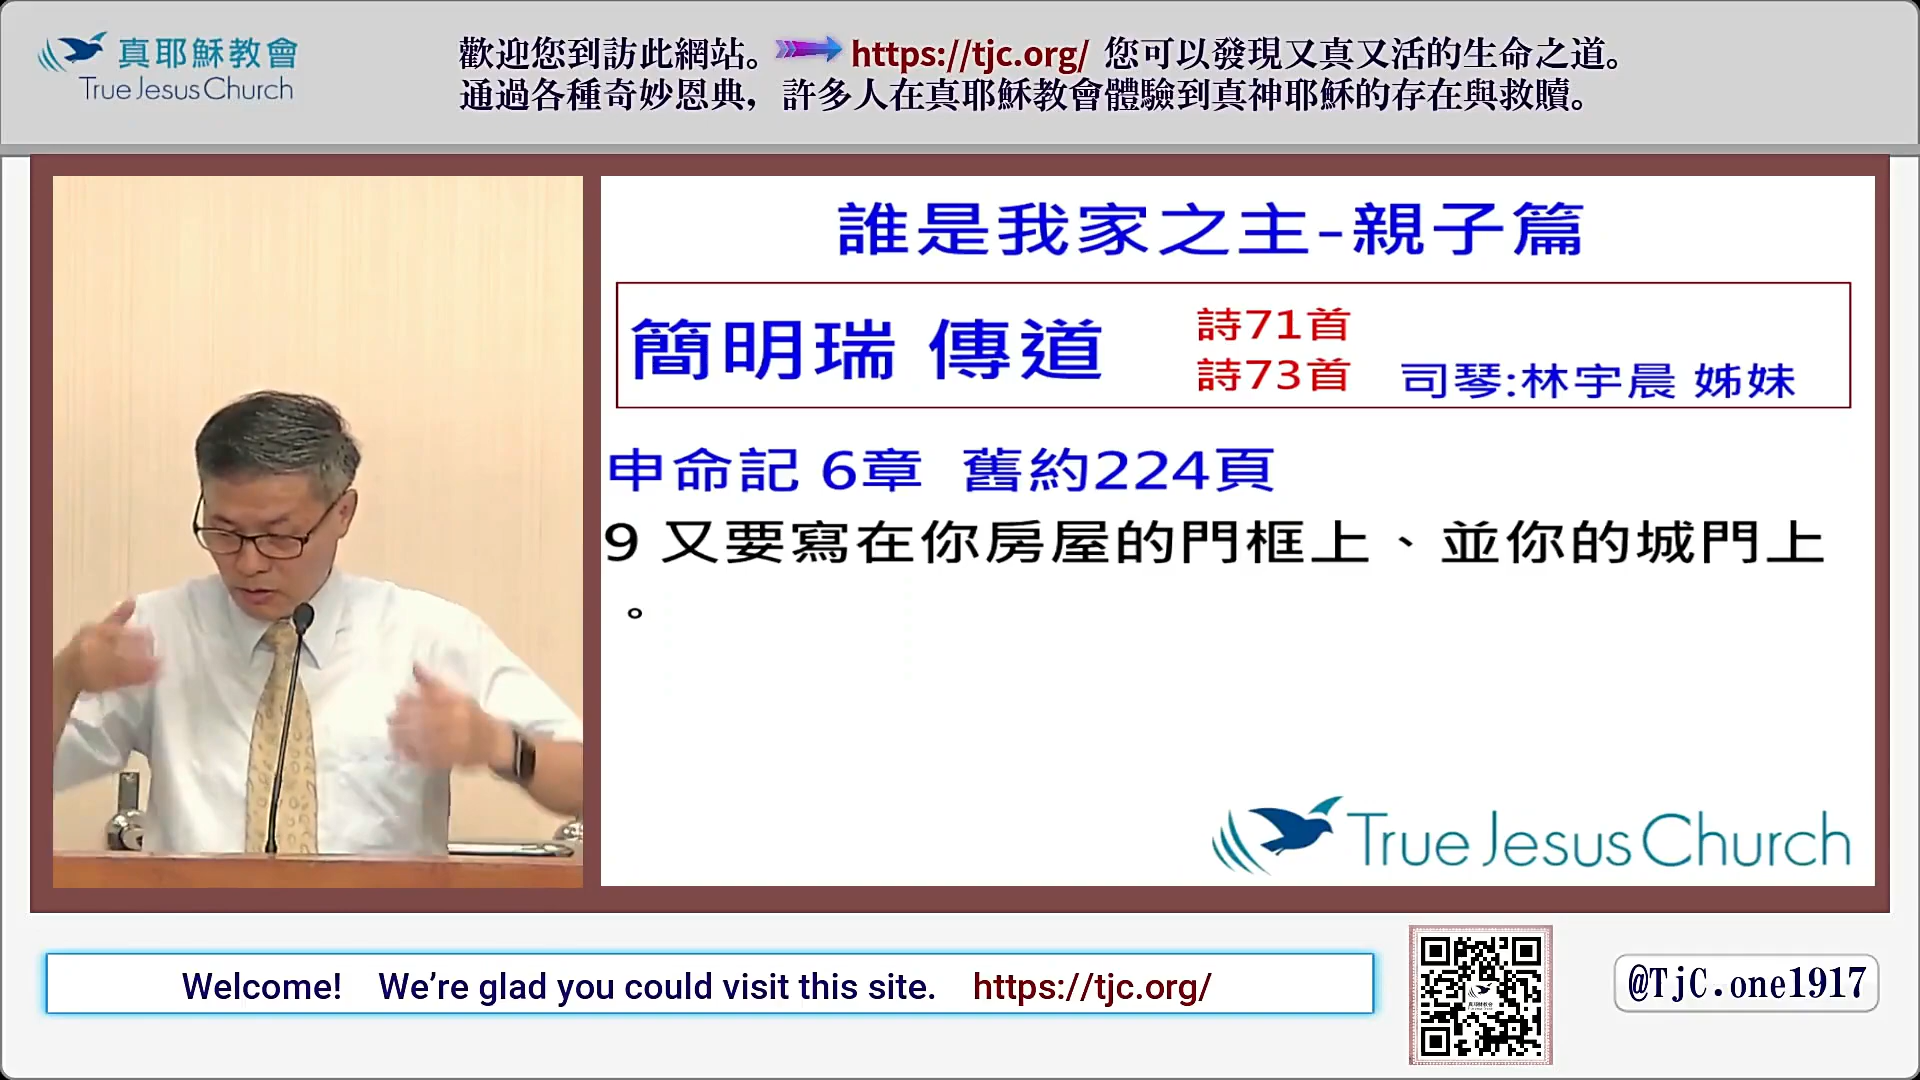 真耶穌教會
True Jesus Church
歡迎您到訪此網站。 https://tjc.org/ 您可以發現又真又活的生命之道。
通過各種奇妙恩典，許多人在真耶穌教會體驗到真神耶穌的存在與救贖。
誰是我家之主-親子篇
簡明瑞 傳道
詩71首
詩73首
司琴:林宇晨 姊妹
申命記 6章 舊約224頁
9 又要寫在你房屋的門框上、並你的城門上
。
True Jesus Church
Welcome! We’re glad you could visit this site. https://tjc.org/
@TjC.one1917